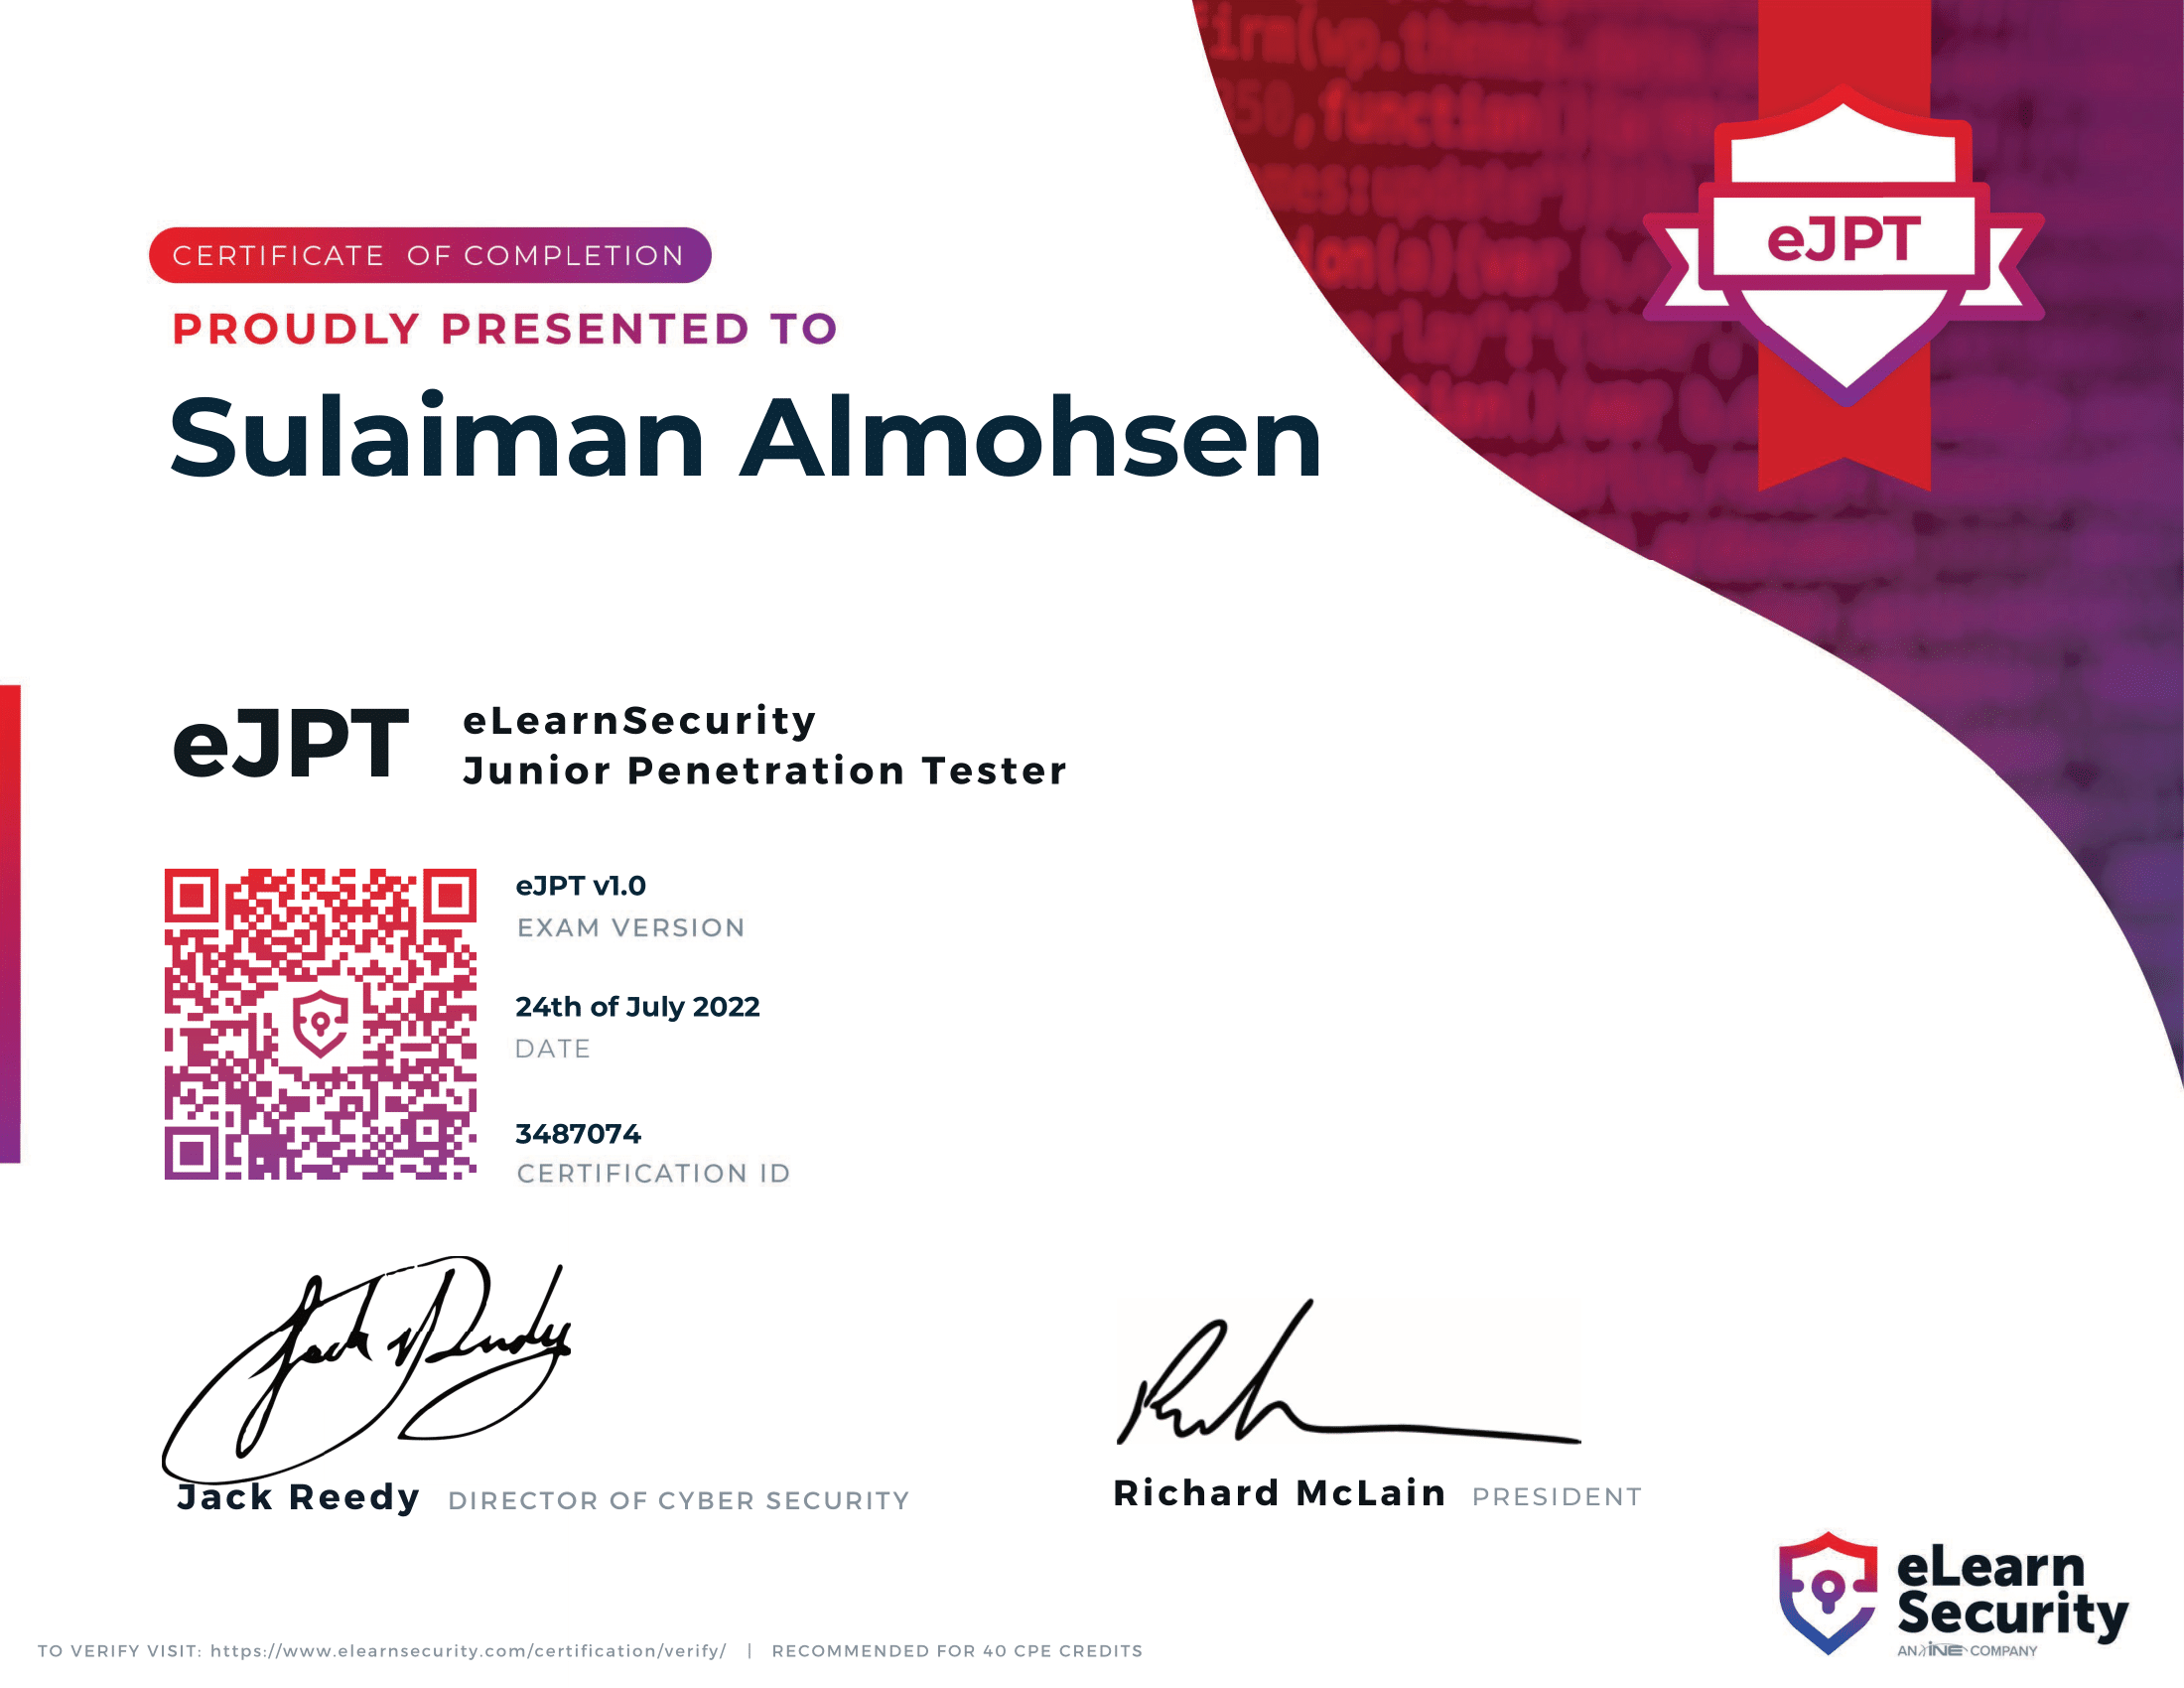 CERTIFICATE OF COMPLETION
PROUDLY PRESENTED TO
Sulaiman Almohsen
eJPT
eJPT
eLearnSecurity
Junior Penetration Tester
eJPT v1.0
EXAM VERSION
24th of July 2022
DATE
3487074
CERTIFICATION ID
Jack Reedy DIRECTOR OF CYBER SECURITY
Richard McLain PRESIDENT
eLearn
Security
AN INE COMPANY
TO VERIFY VISIT: https://www.elearnsecurity.com/certification/verify/ | RECOMMENDED FOR 40 CPE CREDITS